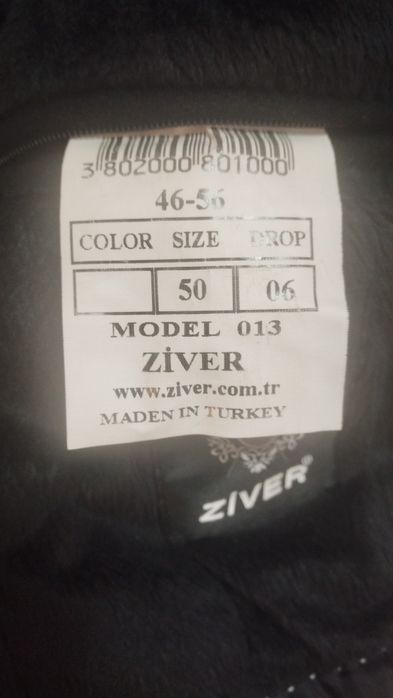 3 802000 801000
46-56
COLOR SIZE DROP
50 06
MODEL 013
ZİVER
www.ziver.com.tr
MADEN IN TURKEY
ZIVER®